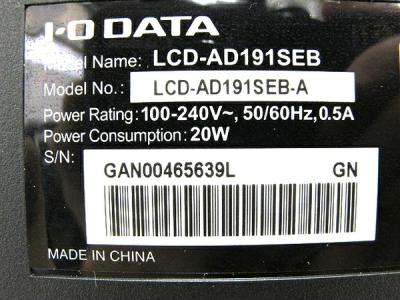 I-O DATA
Model Name: LCD-AD191SEB
Model No.: LCD-AD191SEB-A
Power Rating: 100-240V~, 50/60Hz, 0.5A
Power Consumption: 20W
S/N:
GAN00465639L GN
MADE IN CHINA